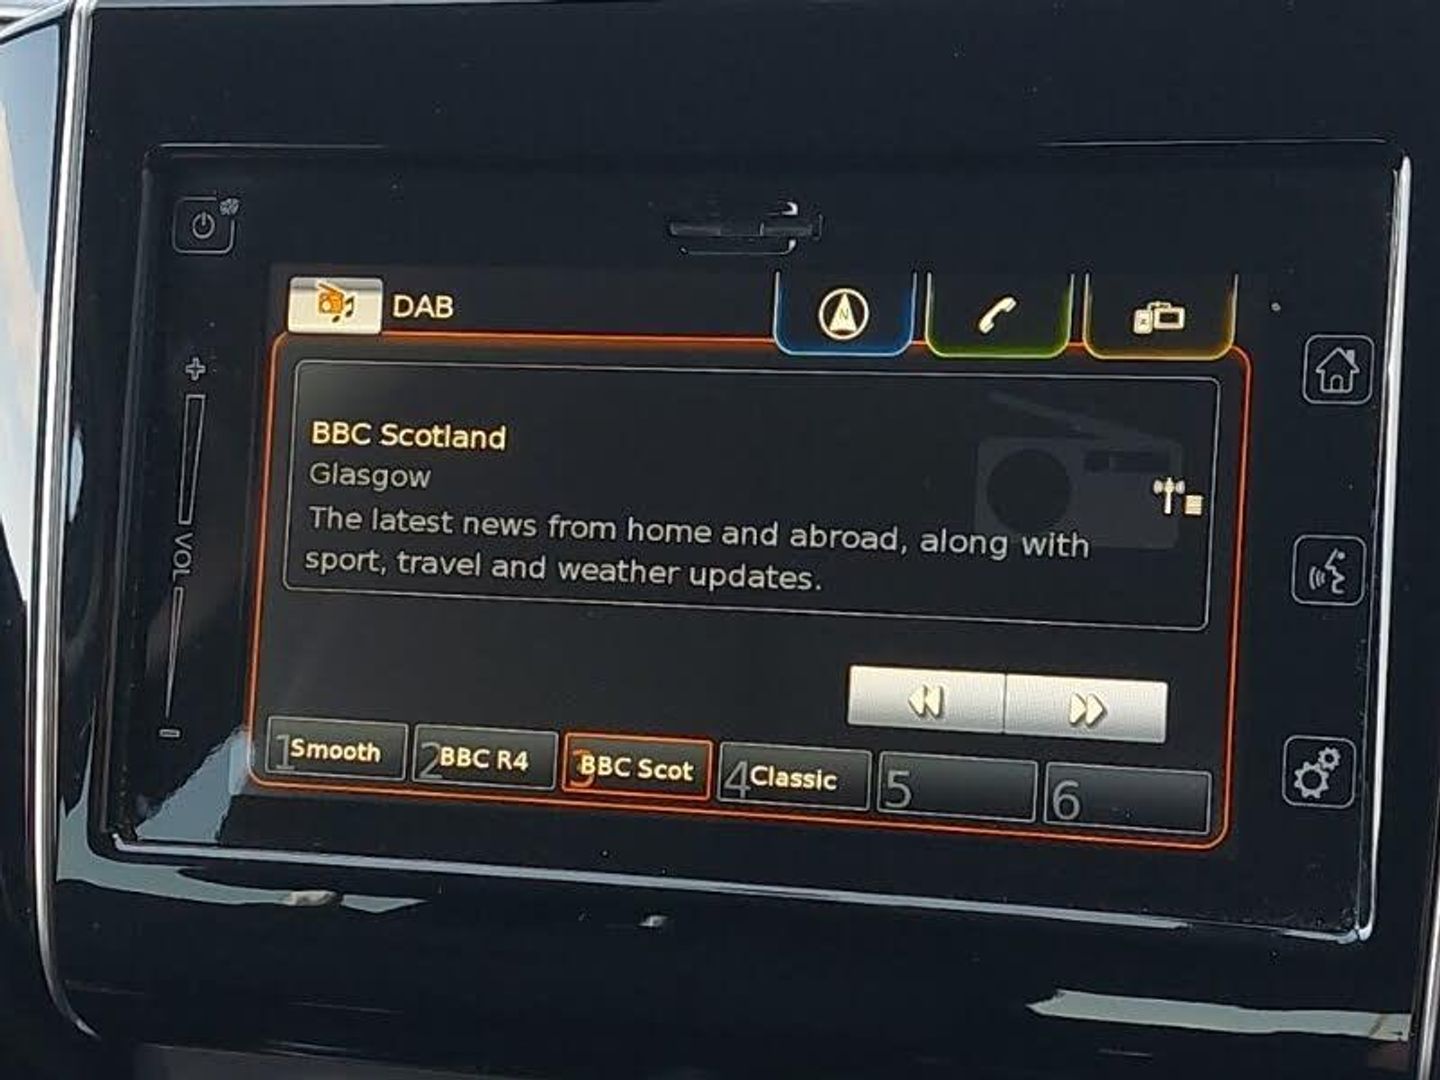 DAB
BBC Scotland
Glasgow
The latest news from home and abroad, along with
sport, travel and weather updates.
VOL
1 Smooth
2 BBC R4
3 BBC Scot
4 Classic
5
6